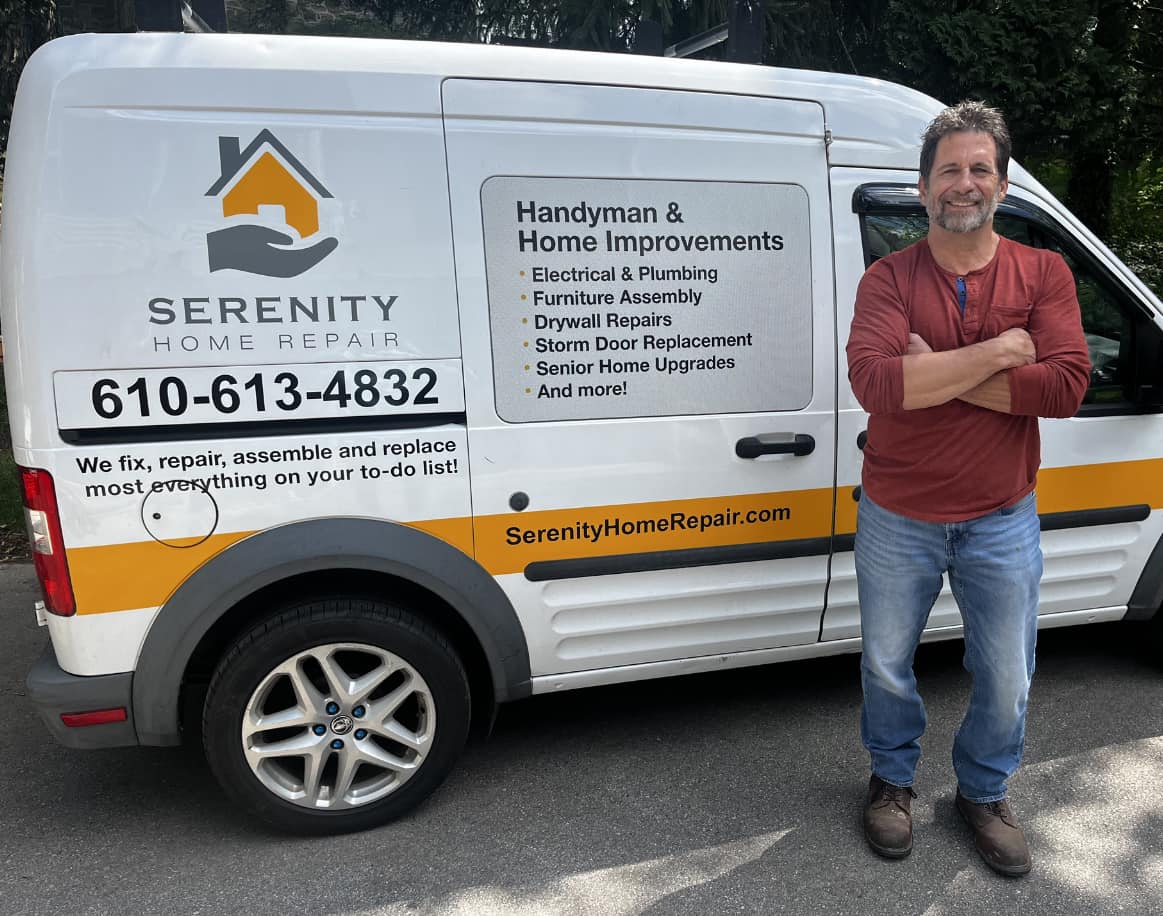 SERENITY
HOME REPAIR
610-613-4832
We fix, repair, assemble and replace
most everything on your to-do list!
Handyman &
Home Improvements
• Electrical & Plumbing
• Furniture Assembly
• Drywall Repairs
• Storm Door Replacement
• Senior Home Upgrades
• And more!
SerenityHomeRepair.com